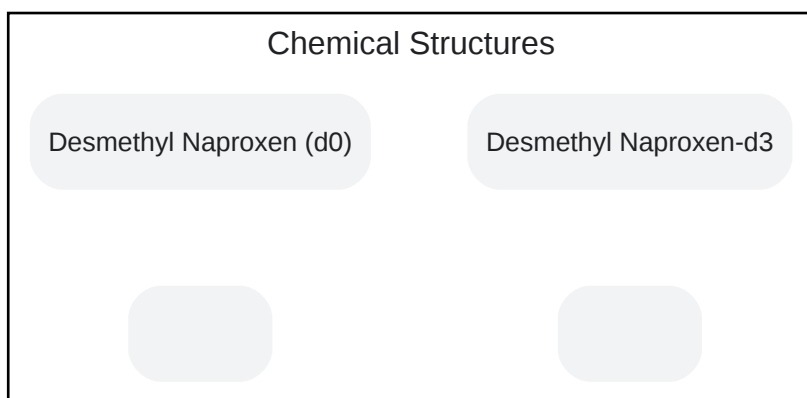 Chemical Structures
Desmethyl Naproxen (d0)
Desmethyl Naproxen-d3